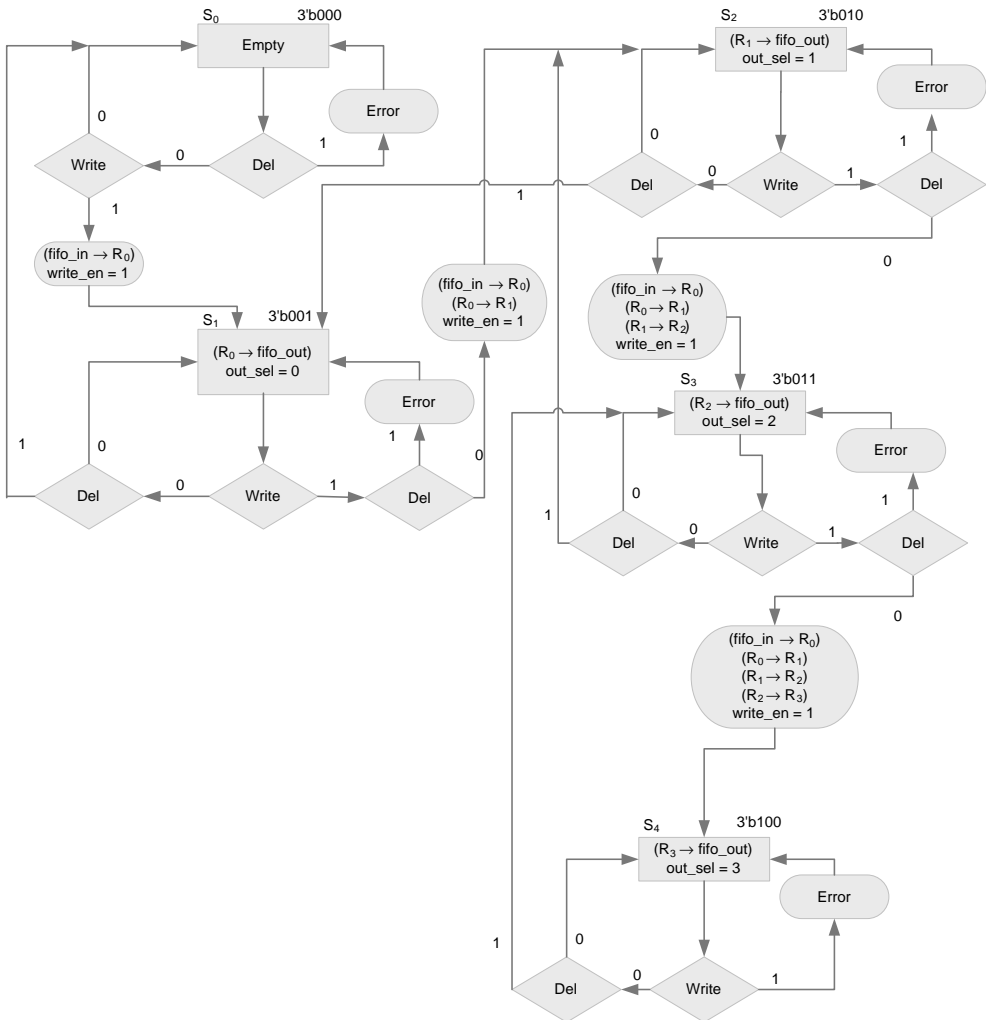 S₀ 3'b000
Empty
Error
0
1
Write
0
Del
1
(fifo_in → R₀)
write_en = 1
S₁ 3'b001
(R₀ → fifo_out)
out_sel = 0
Error
1
0
1
0
Del
0
Write
1
Del
(fifo_in → R₀)
(R₀ → R₁)
write_en = 1
S₂ 3'b010
(R₁ → fifo_out)
out_sel = 1
Error
0
1
1
Del
0
Write
1
Del
0
(fifo_in → R₀)
(R₀ → R₁)
(R₁ → R₂)
write_en = 1
S₃ 3'b011
(R₂ → fifo_out)
out_sel = 2
Error
0
1
1
Del
0
Write
1
Del
0
(fifo_in → R₀)
(R₀ → R₁)
(R₁ → R₂)
(R₂ → R₃)
write_en = 1
S₄ 3'b100
(R₃ → fifo_out)
out_sel = 3
Error
1
0
Del
0
Write
1